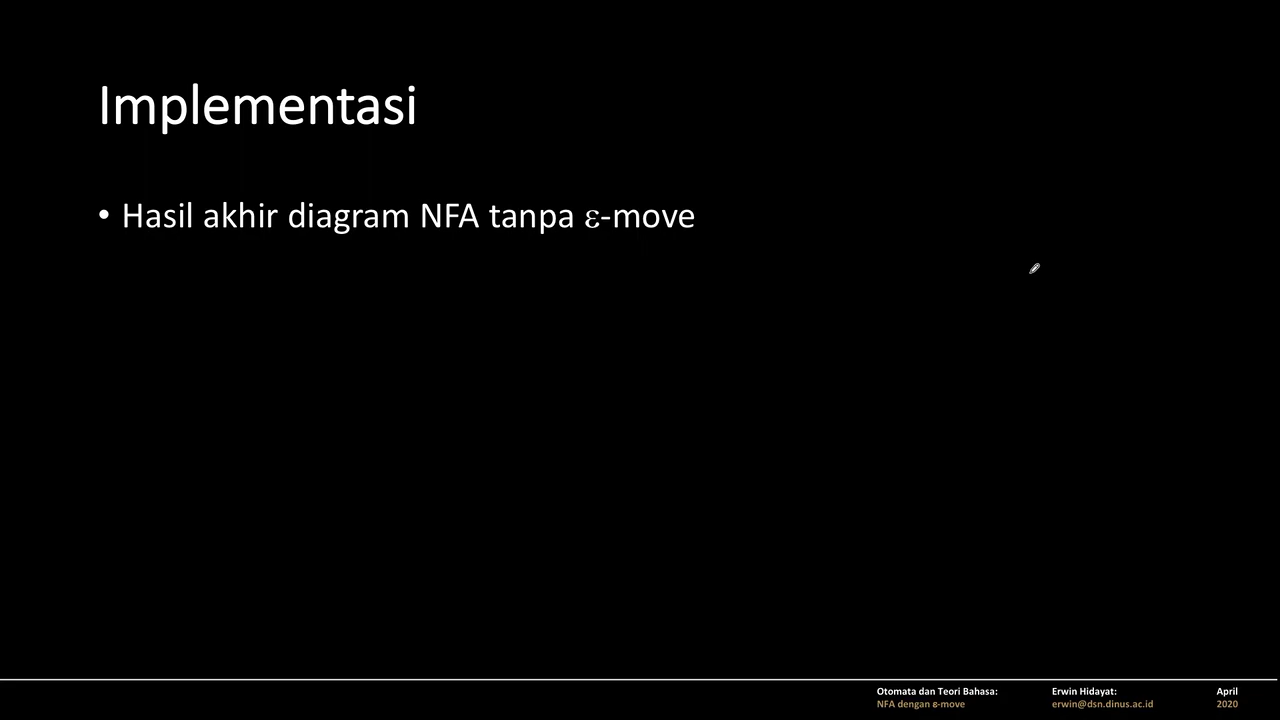 Implementasi
• Hasil akhir diagram NFA tanpa ε-move
Otomata dan Teori Bahasa:
NFA dengan ε-move
Erwin Hidayat:
erwin@dsn.dinus.ac.id
April
2020